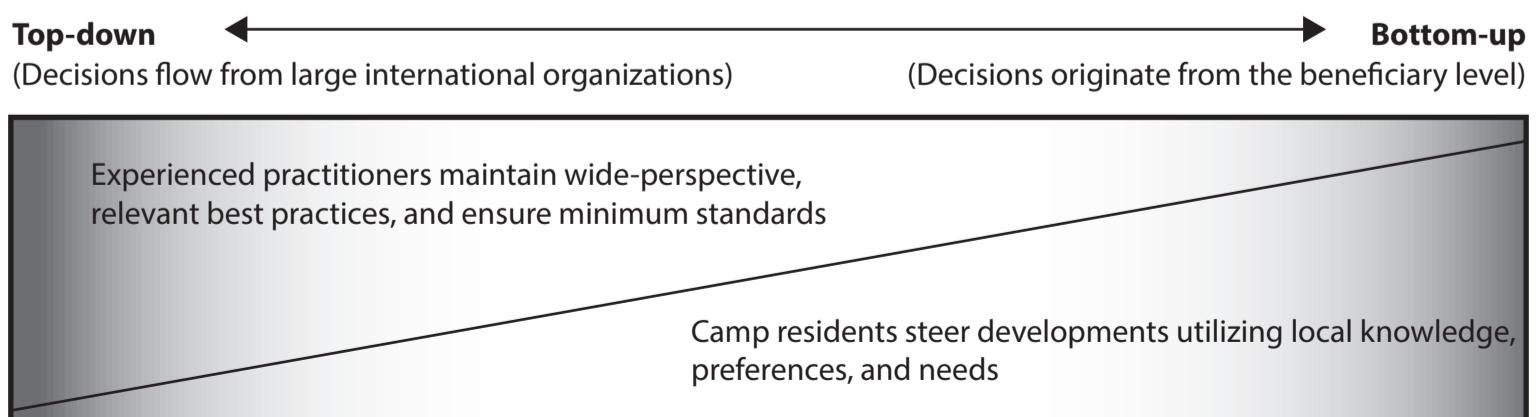 Top-down
Bottom-up
(Decisions flow from large international organizations)
(Decisions originate from the beneficiary level)
Experienced practitioners maintain wide-perspective,
relevant best practices, and ensure minimum standards
Camp residents steer developments utilizing local knowledge,
preferences, and needs